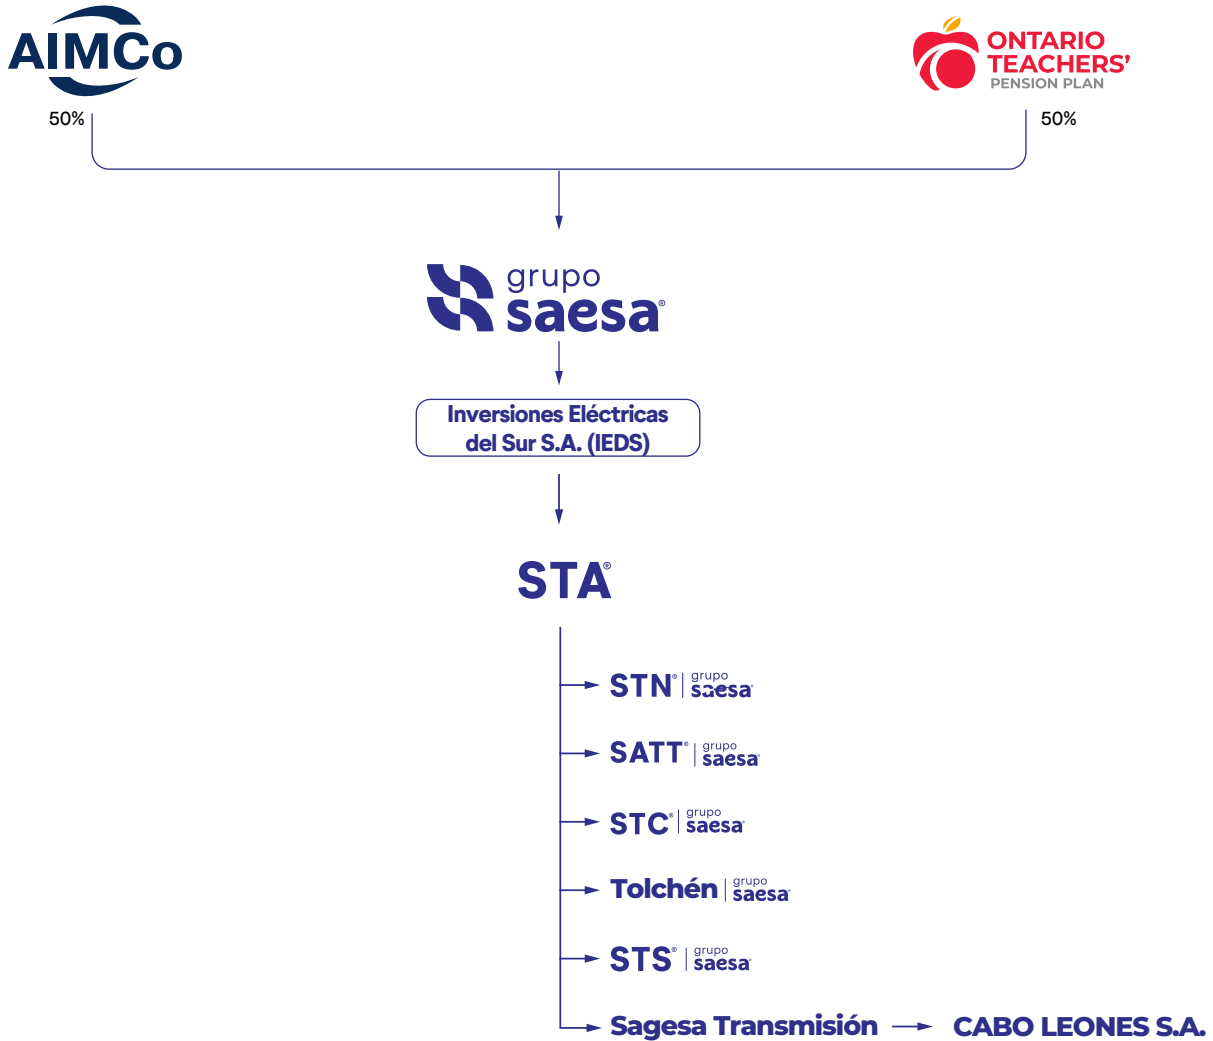 AIMCo
ONTARIO
TEACHERS'
PENSION PLAN
50%
50%
grupo
saesa®
Inversiones Eléctricas
del Sur S.A. (IEDS)
STA®
STN® | grupo saesa®
SATT® | grupo saesa®
STC® | grupo saesa®
Tolchén | grupo saesa®
STS® | grupo saesa®
Sagesa Transmisión
CABO LEONES S.A.